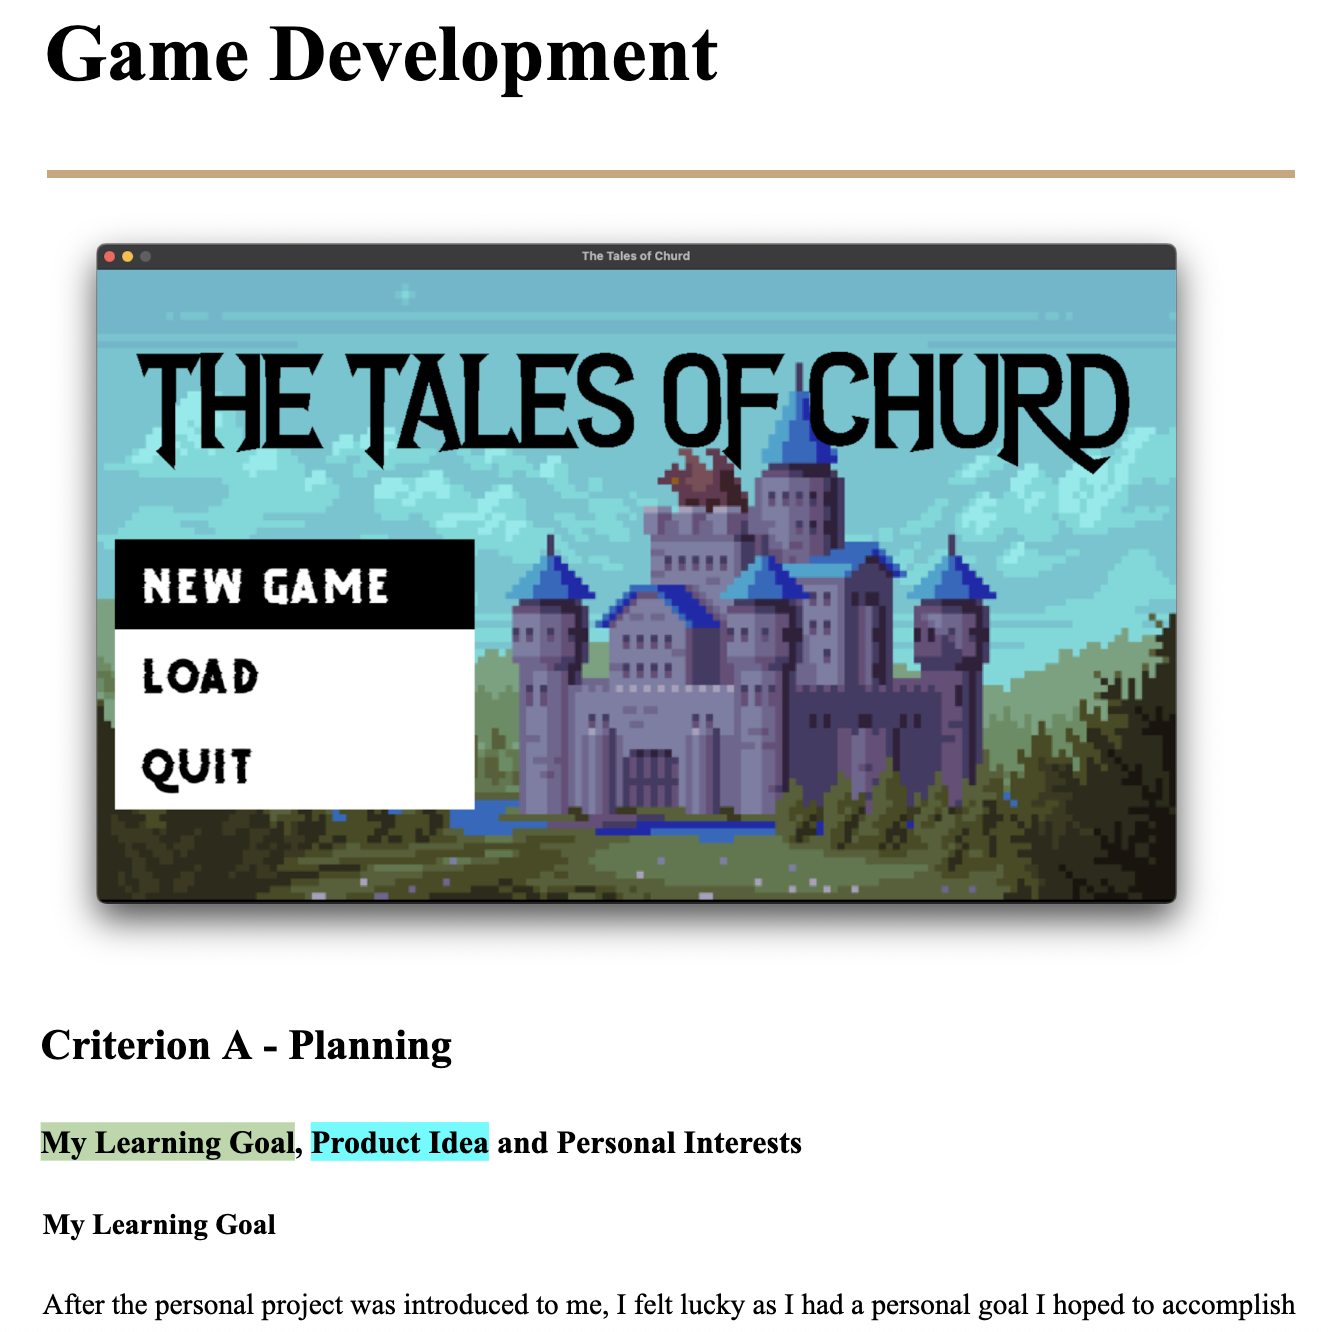 Game Development
The Tales of Churd
THE TALES OF CHURD
NEW GAME
LOAD
QUIT
Criterion A - Planning
My Learning Goal, Product Idea and Personal Interests
My Learning Goal
After the personal project was introduced to me, I felt lucky as I had a personal goal I hoped to accomplish